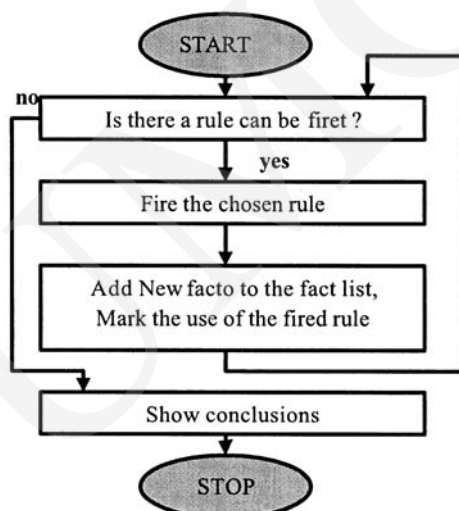 START
no
Is there a rule can be firet ?
yes
Fire the chosen rule
Add New facto to the fact list,
Mark the use of the fired rule
Show conclusions
STOP